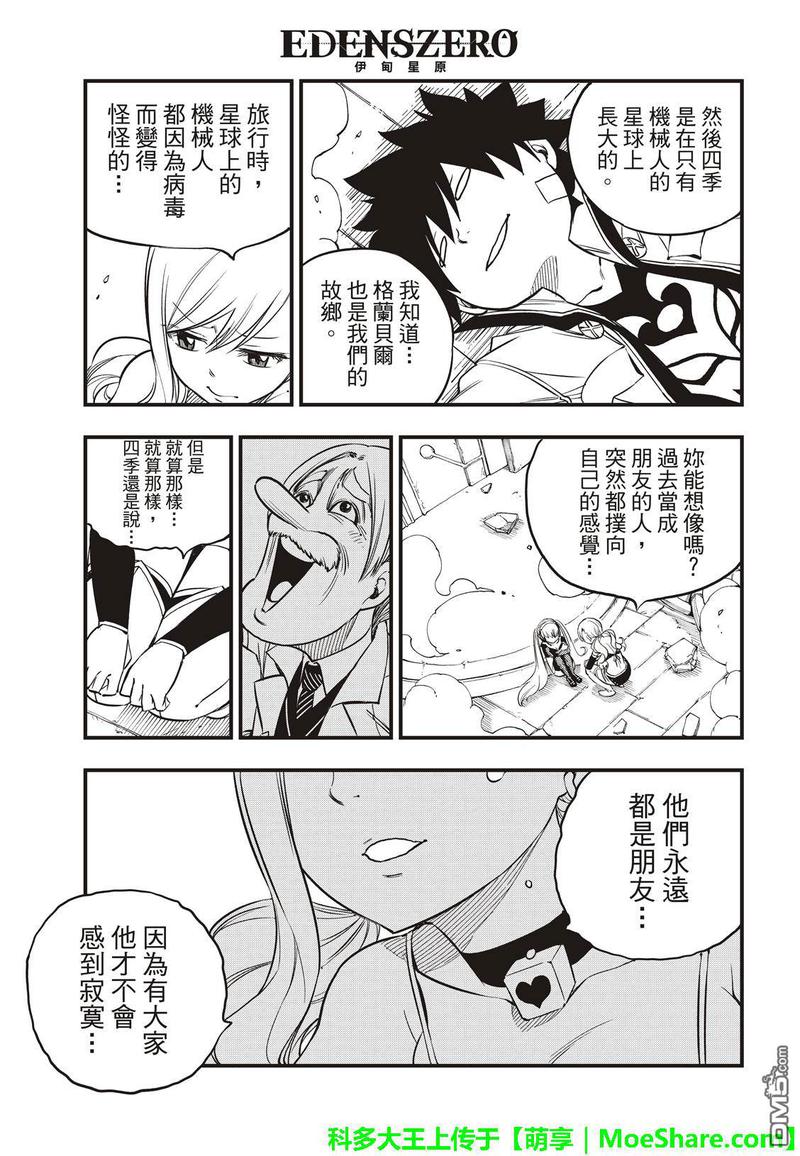 EDENSZERO
伊甸星原
然後四季
是在只有
機械人的
星球上
長大的。
我知道…
格蘭貝爾
也是我們的
故鄉。
旅行時，
星球上的
機械人
都因為病毒
而變得
怪怪的…
妳能想像嗎？
過去當成
朋友的人，
突然都撲向
自己的感覺…
但是
就算那樣…
就算那樣，
四季還是說…
他們永遠
都是朋友…
因為有大家
他才不會
感到寂寞…
科多大王上传于【萌享 | MoeShare.com】
DM5.com